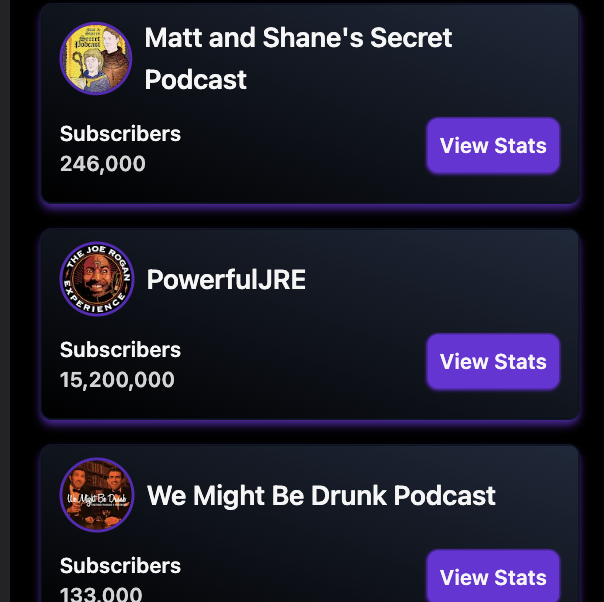 Matt and Shane's Secret
Podcast
Subscribers
246,000
View Stats
THE JOE ROGAN
EXPERIENCE
PowerfulJRE
Subscribers
15,200,000
View Stats
We Might Be Drunk
We Might Be Drunk Podcast
Subscribers
133,000
View Stats